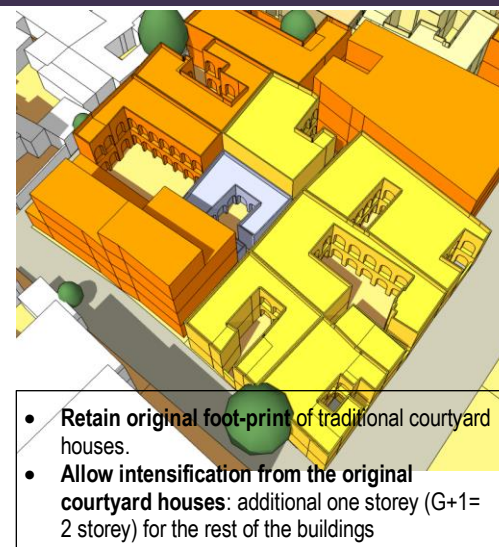 • Retain original foot-print of traditional courtyard
houses.
• Allow intensification from the original
courtyard houses: additional one storey (G+1=
2 storey) for the rest of the buildings